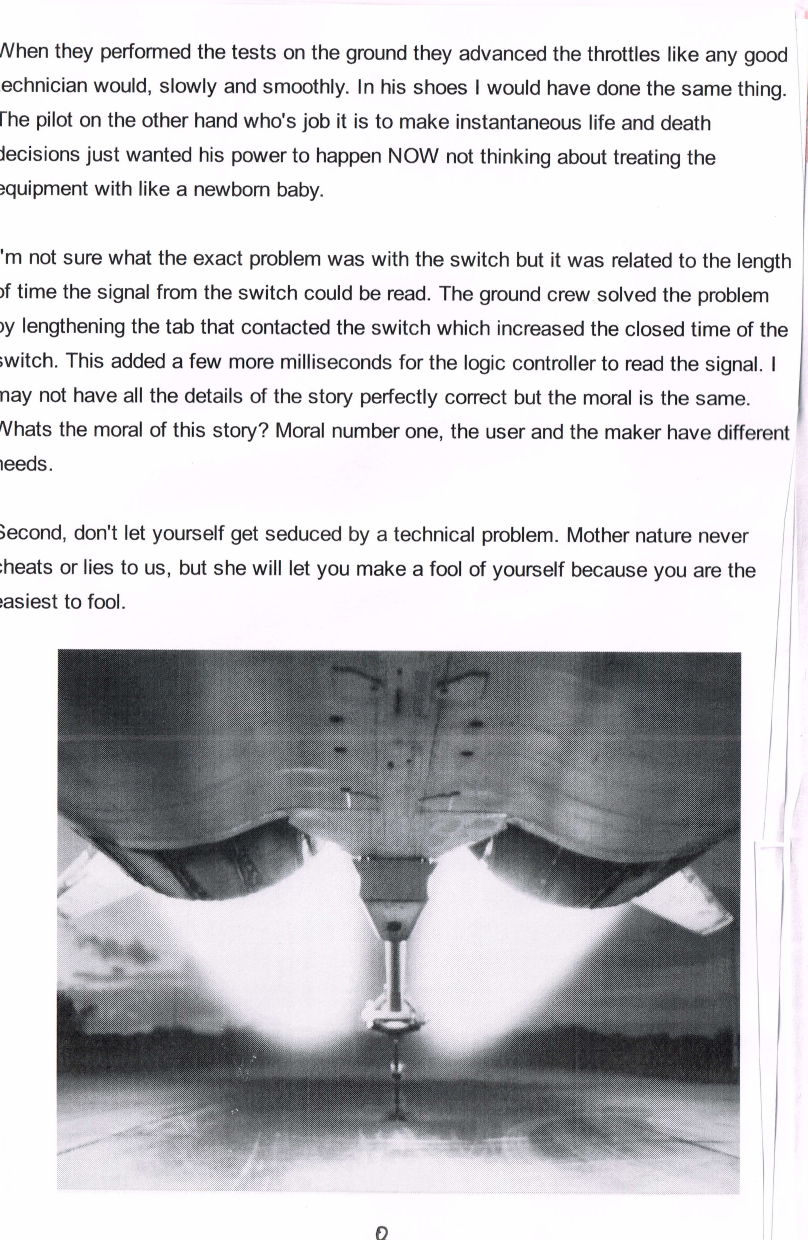 When they performed the tests on the ground they advanced the throttles like any good
technician would, slowly and smoothly. In his shoes I would have done the same thing.
The pilot on the other hand who's job it is to make instantaneous life and death
decisions just wanted his power to happen NOW not thinking about treating the
equipment with like a newborn baby.
I'm not sure what the exact problem was with the switch but it was related to the length
of time the signal from the switch could be read. The ground crew solved the problem
by lengthening the tab that contacted the switch which increased the closed time of the
switch. This added a few more milliseconds for the logic controller to read the signal. I
may not have all the details of the story perfectly correct but the moral is the same.
Whats the moral of this story? Moral number one, the user and the maker have different
needs.
Second, don't let yourself get seduced by a technical problem. Mother nature never
cheats or lies to us, but she will let you make a fool of yourself because you are the
easiest to fool.